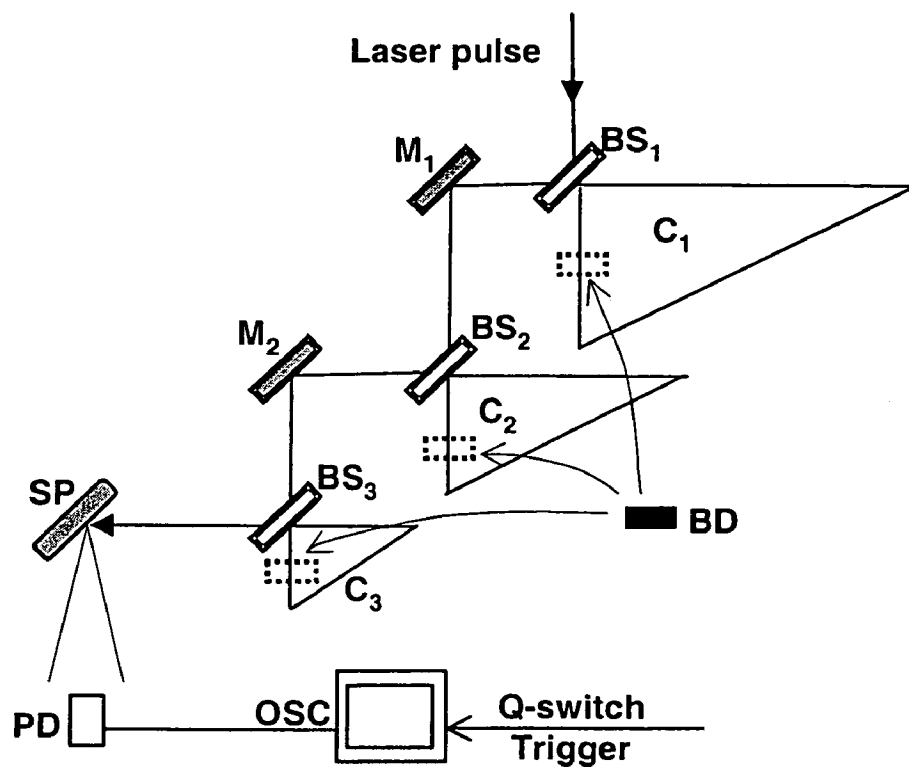 Laser pulse
BS1
M1
C1
BS2
M2
C2
BS3
SP
BD
C3
OSC
Q-switch
PD
Trigger